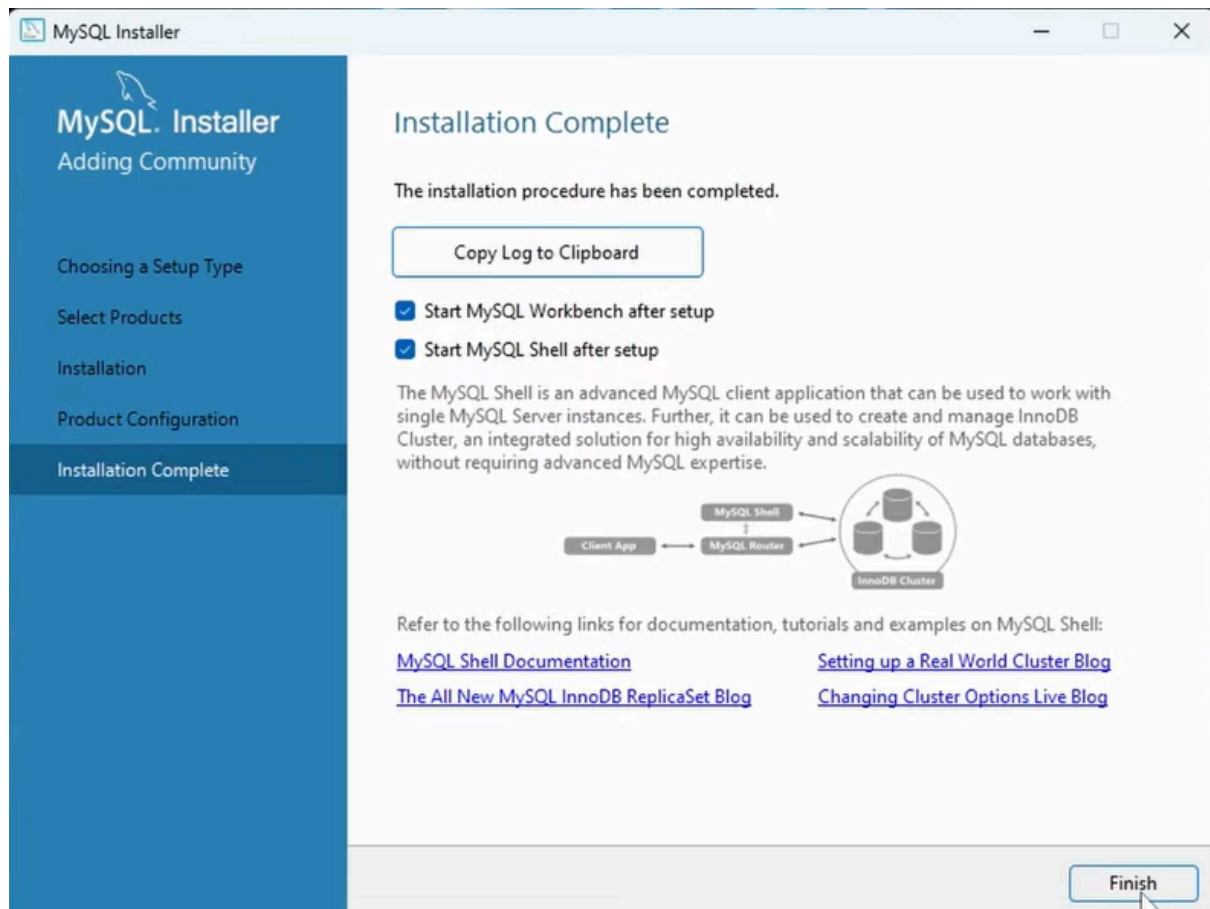 MySQL Installer
MySQL. Installer
Adding Community
Choosing a Setup Type
Select Products
Installation
Product Configuration
Installation Complete
Installation Complete
The installation procedure has been completed.
Copy Log to Clipboard
Start MySQL Workbench after setup
Start MySQL Shell after setup
The MySQL Shell is an advanced MySQL client application that can be used to work with
single MySQL Server instances. Further, it can be used to create and manage InnoDB
Cluster, an integrated solution for high availability and scalability of MySQL databases,
without requiring advanced MySQL expertise.
MySQL Shell
Client App
MySQL Router
InnoDB Cluster
Refer to the following links for documentation, tutorials and examples on MySQL Shell:
MySQL Shell Documentation
Setting up a Real World Cluster Blog
The All New MySQL InnoDB ReplicaSet Blog
Changing Cluster Options Live Blog
Finish